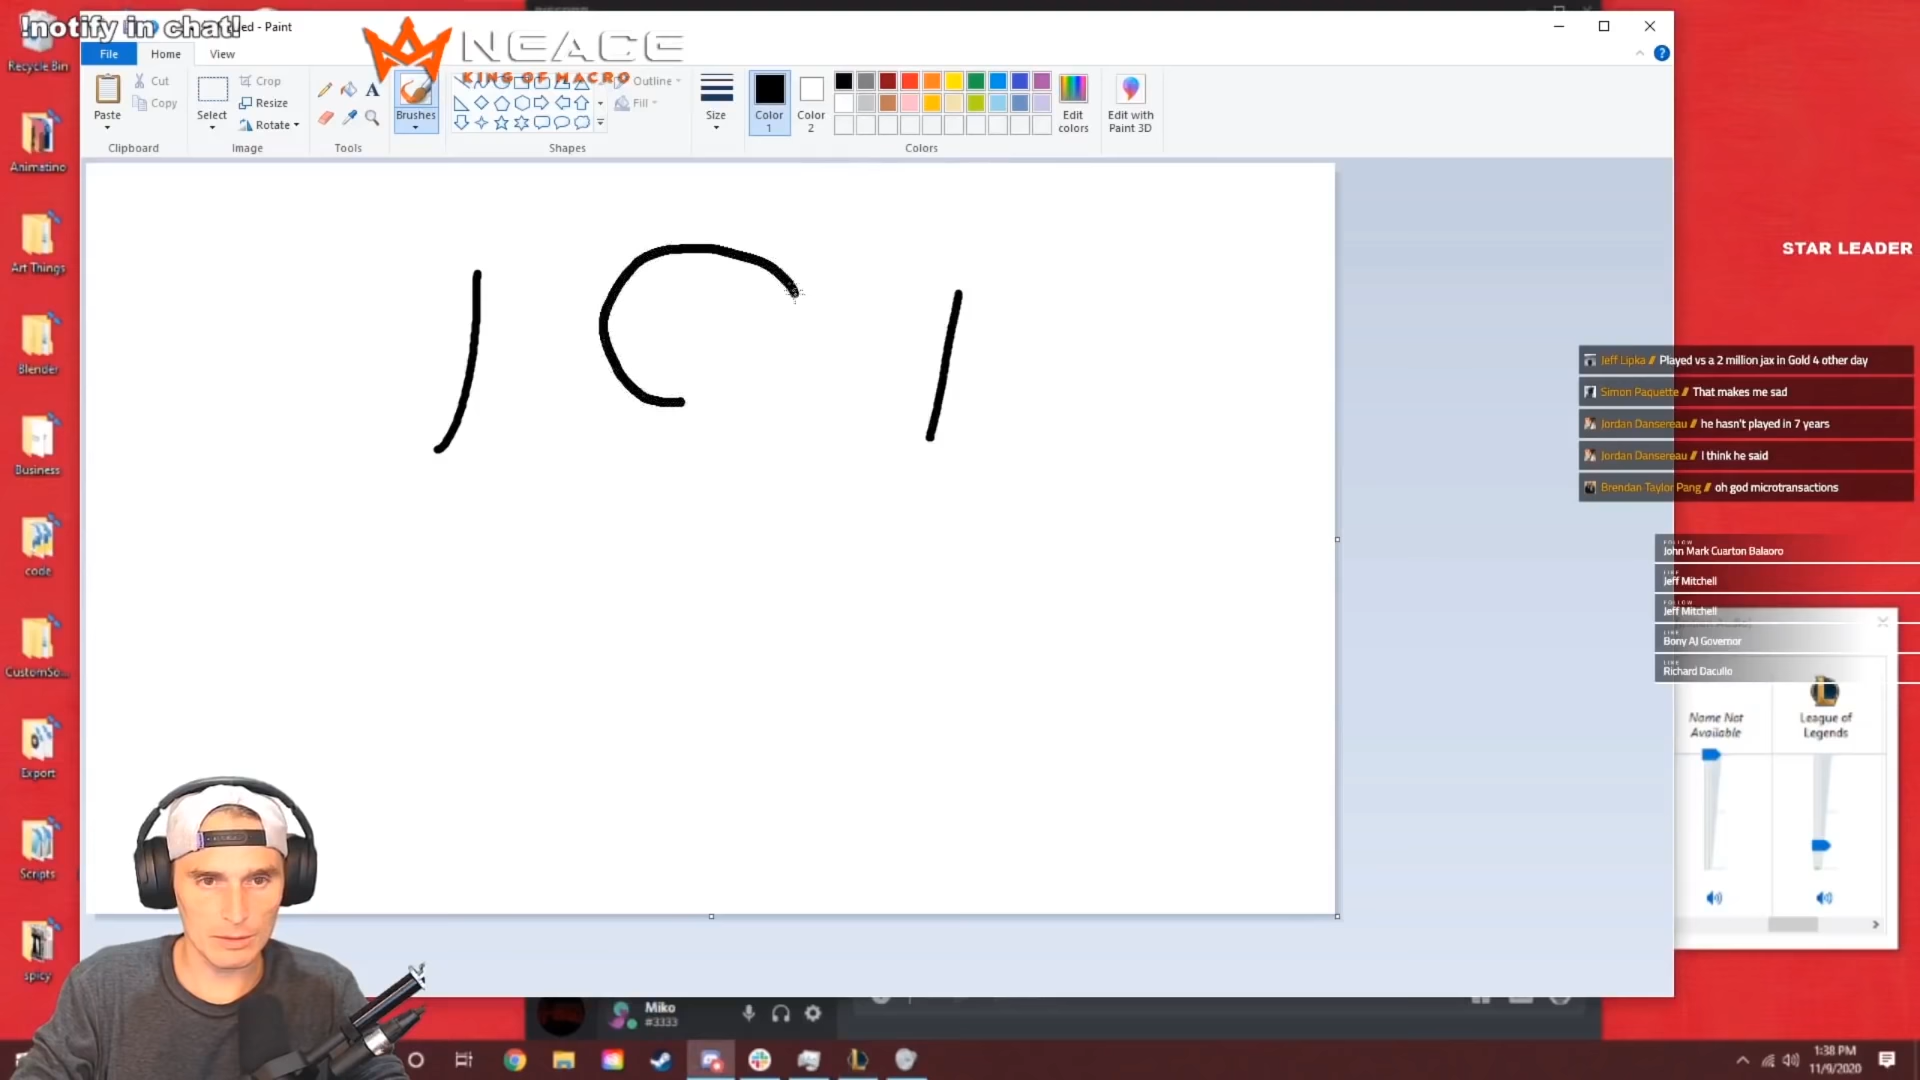 !notify in chat!
ed - Paint
NEACE
KING OF MACRO
File
Home
View
Paste
Cut
Copy
Clipboard
Select
Crop
Resize
Rotate
Image
A
Tools
Brushes
Outline
Fill
Shapes
Size
Color 1
Color 2
Edit colors
Edit with Paint 3D
Colors
Recycle Bin
Animating
Art Things
Blender
Business
code
CustomSo...
Export
Scripts
spicy
STAR LEADER
Jeff Lipka // Played vs a 2 million jax in Gold 4 other day
Simon Paquette // That makes me sad
Jordan Dansereau // he hasn't played in 7 years
Jordan Dansereau // I think he said
Brendan Taylor Pang // oh god microtransactions
FOLLOW
John Mark Cuarton Balaoro
LIKE
Jeff Mitchell
FOLLOW
Jeff Mitchell
LIKE
Bony AJ Governor
LIKE
Richard Dacullo
Name Not Available
League of Legends
Miko
#3333
1:38 PM
11/9/2020